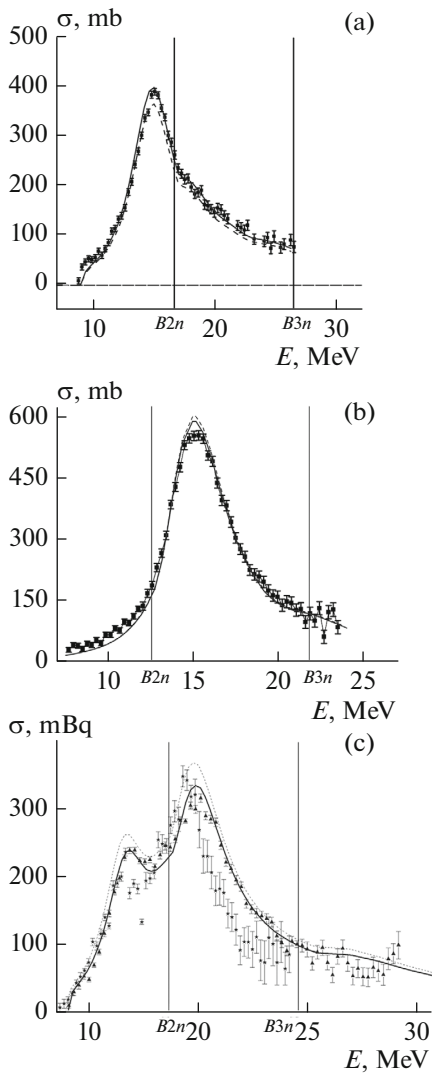 σ, mb
(a)
500
400
300
200
100
0
10 B2n 20 B3n 30
E, MeV
σ, mb
(b)
600
450
300
150
0
10 B2n 15 20 B3n 25
E, MeV
σ, mBq
(c)
300
200
100
0
10 B2n 20 B3n 25 30
E, MeV